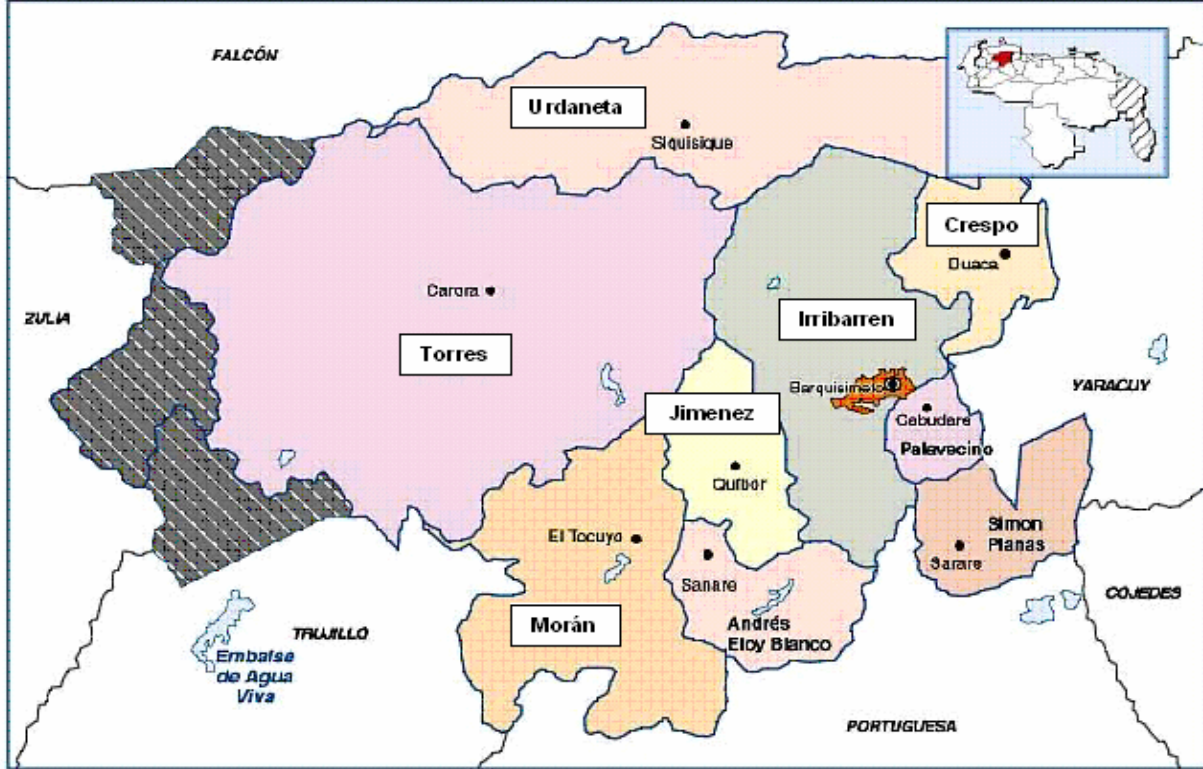 FALCÓN
Urdaneta
Siquisique
Crespo
Duaca
Carora
ZULIA
Irribarren
Torres
YARACUY
Barquisimeto
Jimenez
Cabudare
Palavecino
Quibor
Simon
Planas
El Tocuyo
Sanare
Sarare
COJEDES
Morán
Andrés
Eloy Blanco
TRUJILLO
Embalse
de Agua
Viva
PORTUGUESA